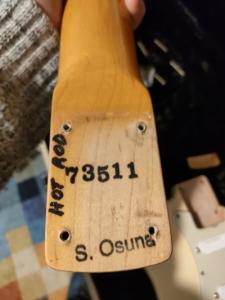 HOT ROD
73511
S. Osuna